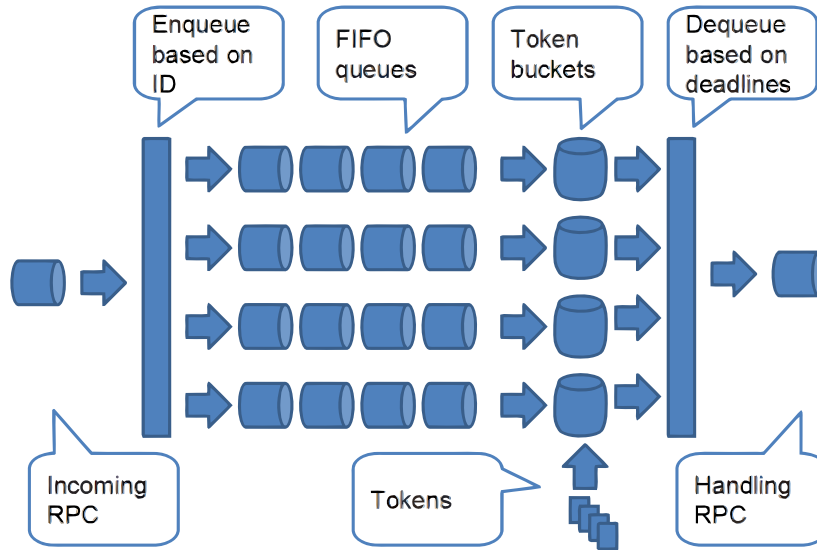 Enqueue
based on
ID
FIFO
queues
Token
buckets
Dequeue
based on
deadlines
Incoming
RPC
Tokens
Handling
RPC